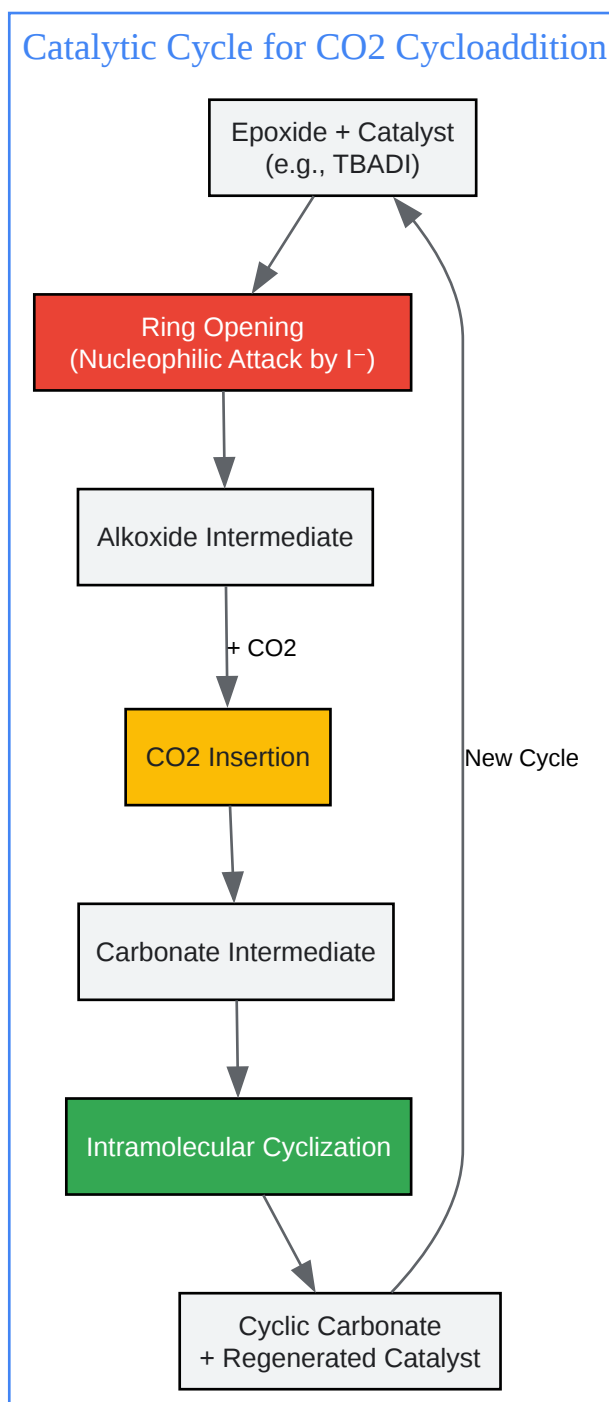 Catalytic Cycle for CO2 Cycloaddition
Epoxide + Catalyst
(e.g., TBADI)
Ring Opening
(Nucleophilic Attack by I⁻)
Alkoxide Intermediate
+ CO2
CO2 Insertion
New Cycle
Carbonate Intermediate
Intramolecular Cyclization
Cyclic Carbonate
+ Regenerated Catalyst